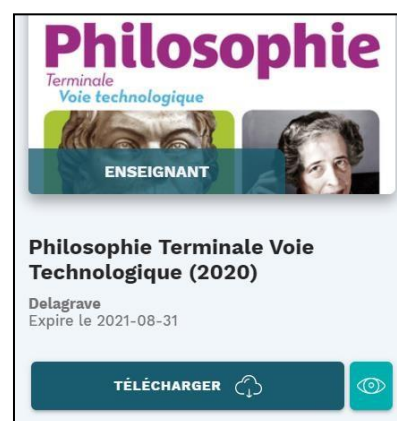 Philosophie
Terminale
Voie technologique
ENSEIGNANT
Philosophie Terminale Voie
Technologique (2020)
Delagrave
Expire le 2021-08-31
TÉLÉCHARGER